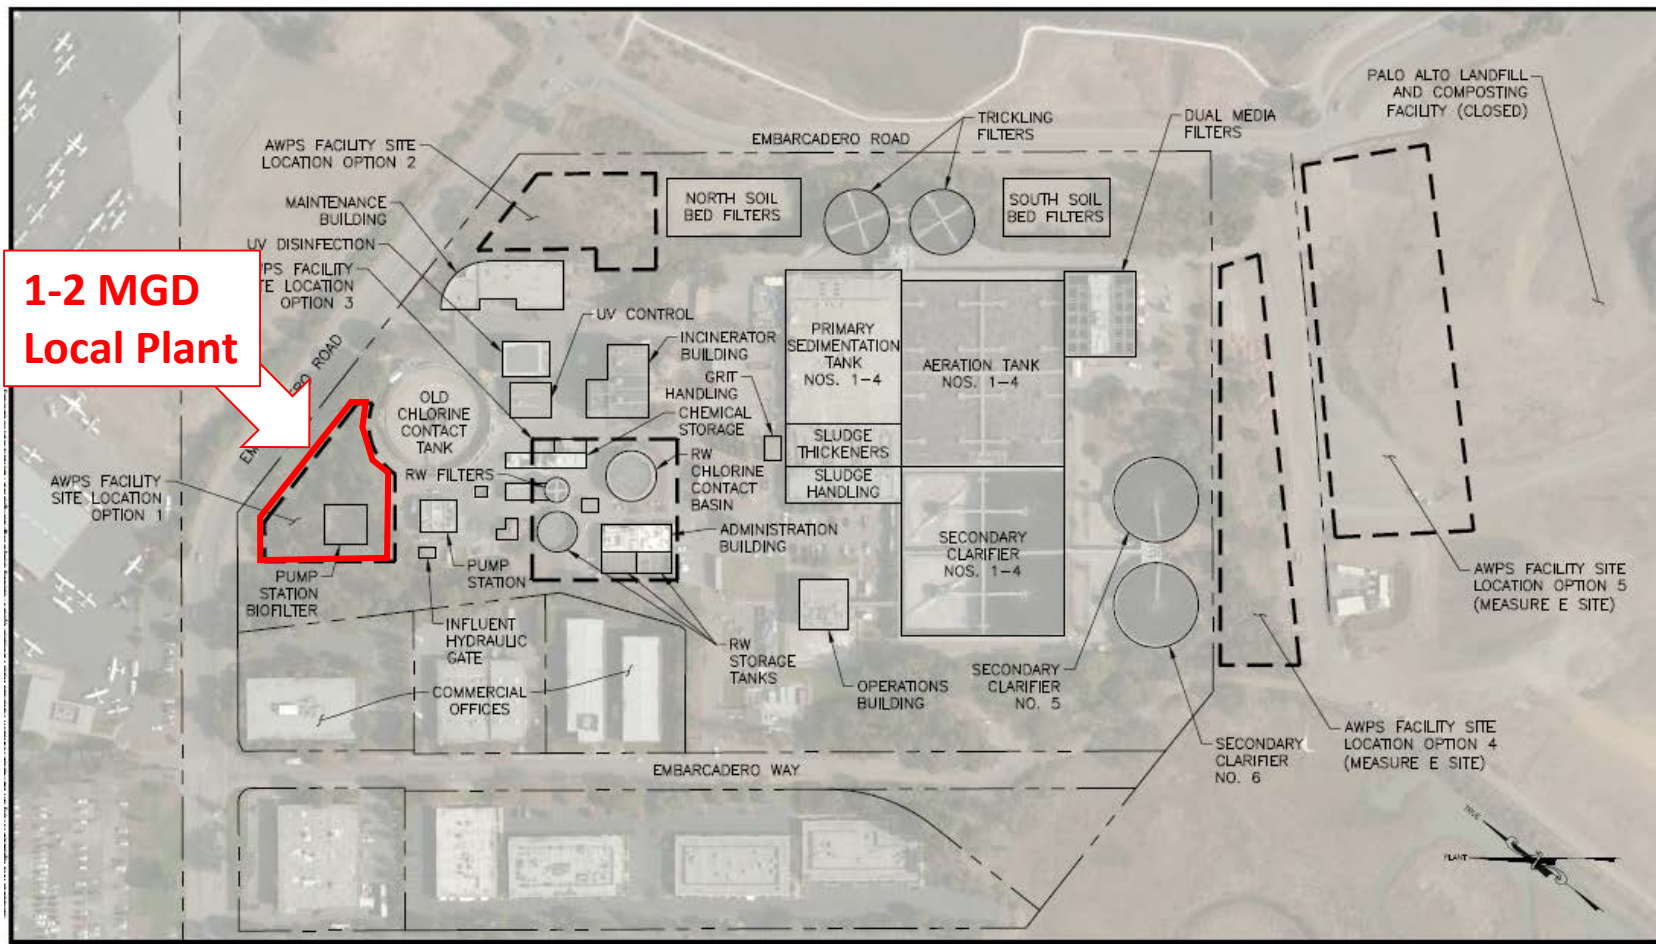 PALO ALTO LANDFILL
AND COMPOSTING
FACILITY (CLOSED)
TRICKLING
FILTERS
DUAL MEDIA
FILTERS
EMBARCADERO ROAD
AWPS FACILITY SITE
LOCATION OPTION 2
MAINTENANCE
BUILDING
NORTH SOIL
BED FILTERS
SOUTH SOIL
BED FILTERS
UV DISINFECTION
PS FACILITY
TE LOCATION
OPTION 3
1-2 MGD
Local Plant
UV CONTROL
INCINERATOR
BUILDING
PRIMARY
SEDIMENTATION
TANK
NOS. 1-4
AERATION TANK
NOS. 1-4
GRIT
HANDLING
CHEMICAL
STORAGE
EM
RO ROAD
OLD
CHLORINE
CONTACT
TANK
SLUDGE
THICKENERS
SLUDGE
HANDLING
RW FILTERS
RW
CHLORINE
CONTACT
BASIN
AWPS FACILITY
SITE LOCATION
OPTION 1
ADMINISTRATION
BUILDING
SECONDARY
CLARIFIER
NOS. 1-4
PUMP
STATION
BIOFILTER
PUMP
STATION
AWPS FACILITY SITE
LOCATION OPTION 5
(MEASURE E SITE)
INFLUENT
HYDRAULIC
GATE
RW
STORAGE
TANKS
COMMERCIAL
OFFICES
OPERATIONS
BUILDING
SECONDARY
CLARIFIER
NO. 5
AWPS FACILITY SITE
LOCATION OPTION 4
(MEASURE E SITE)
SECONDARY
CLARIFIER
NO. 6
EMBARCADERO WAY
TRUE
PLANT